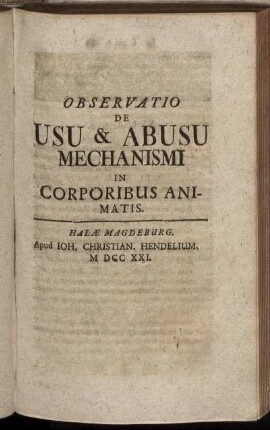 OBSERVATIO
DE
USU & ABUSU
MECHANISMI
IN
CORPORIBUS ANI-
MATIS.
HALÆ MAGDEBURG.
Apud IOH. CHRISTIAN. HENDELIUM,
M DCC XXI.